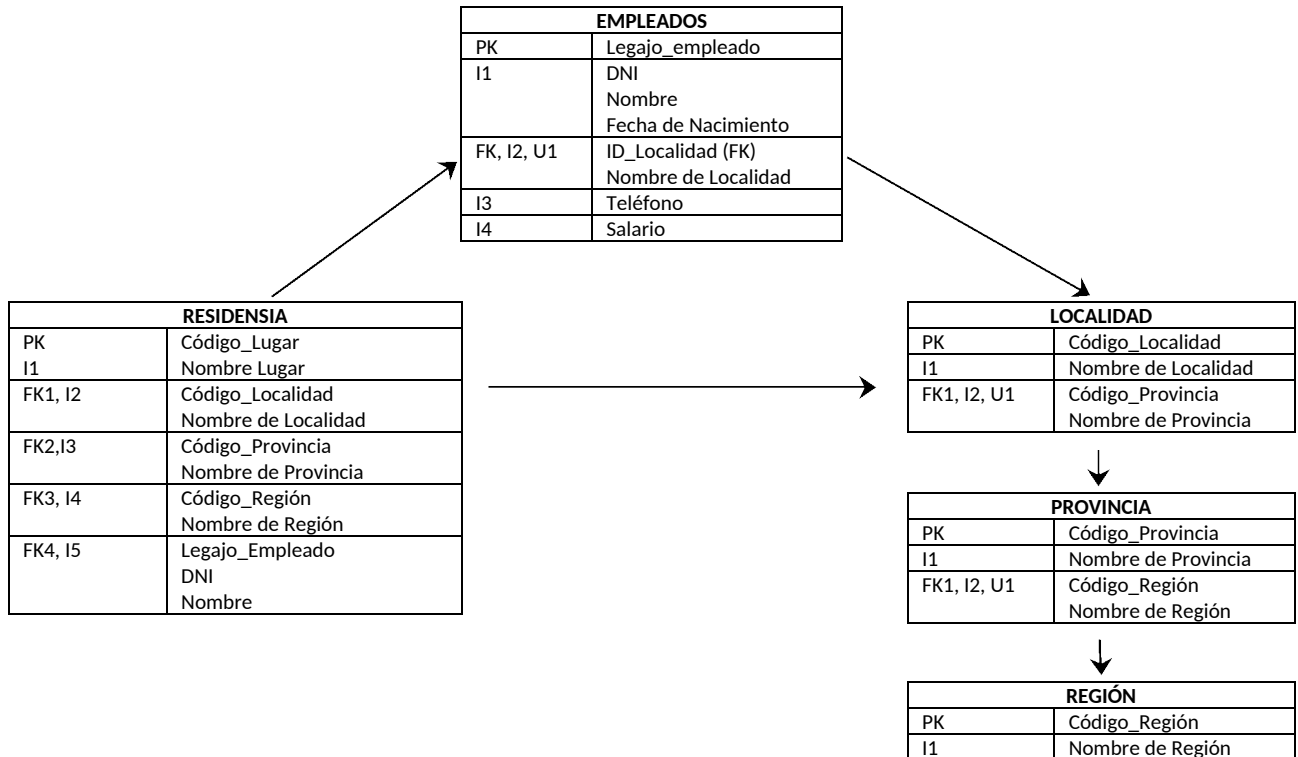 EMPLEADOS
PK Legajo_empleado
I1 DNI
Nombre
Fecha de Nacimiento
FK, I2, U1 ID_Localidad (FK)
Nombre de Localidad
I3 Teléfono
I4 Salario
RESIDENSIA
PK Código_Lugar
I1 Nombre Lugar
FK1, I2 Código_Localidad
Nombre de Localidad
FK2,I3 Código_Provincia
Nombre de Provincia
FK3, I4 Código_Región
Nombre de Región
FK4, I5 Legajo_Empleado
DNI
Nombre
LOCALIDAD
PK Código_Localidad
I1 Nombre de Localidad
FK1, I2, U1 Código_Provincia
Nombre de Provincia
PROVINCIA
PK Código_Provincia
I1 Nombre de Provincia
FK1, I2, U1 Código_Región
Nombre de Región
REGIÓN
PK Código_Región
I1 Nombre de Región